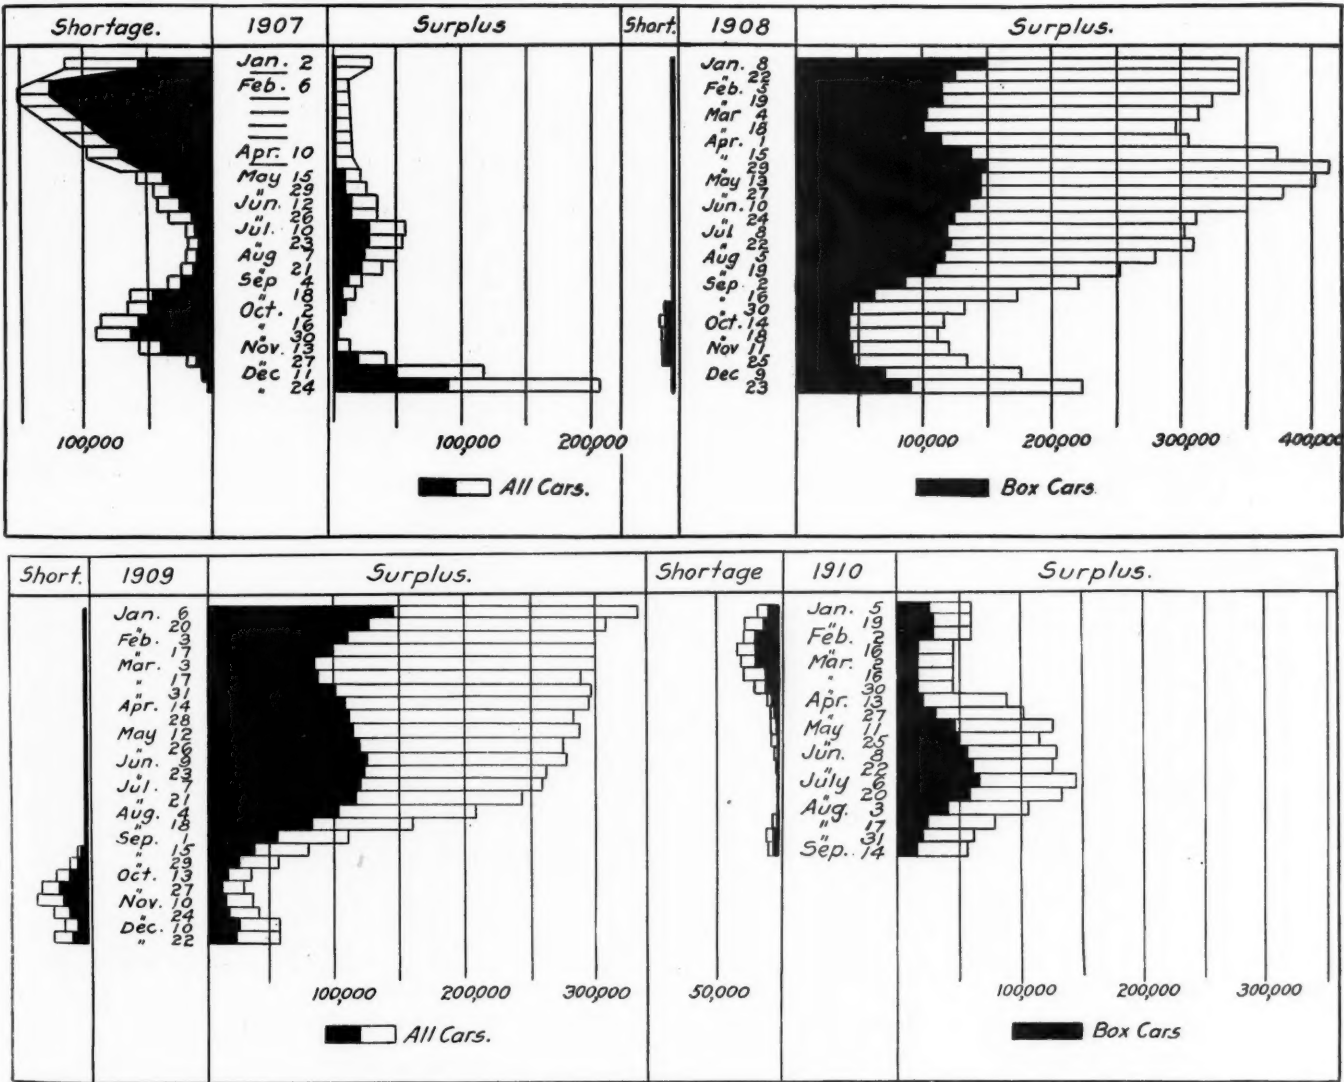 Shortage. 1907 Surplus Short. 1908 Surplus.
Jan. 2
Feb. 6
Apr. 10
May 15
" 29
Jun. 12
" 26
Jul. 10
" 23
Aug 7
" 21
Sep 4
" 18
Oct. 2
" 16
" 30
Nov. 13
" 27
Dec 11
" 24
Jan. 8
" 22
Feb. 5
" 19
Mar 4
" 18
Apr. 1
" 15
" 29
May 13
" 27
Jun. 10
" 24
Jul 8
" 22
Aug 5
" 19
Sep. 2
" 16
" 30
Oct. 14
" 18
Nov 11
" 25
Dec 9
23
100,000 100,000 200,000 100,000 200,000 300,000 400,000
All Cars. Box Cars.
Short. 1909 Surplus. Shortage 1910 Surplus.
Jan. 6
" 20
Feb. 3
" 17
Mar. 3
" 17
" 31
Apr. 14
28
May 12
" 26
Jun. 9
" 23
Jul. 7
" 21
Aug. 4
" 18
Sep. 1
" 15
" 29
Oct. 13
" 27
Nov. 10
" 24
Dec. 10
" 22
Jan. 5
" 19
Feb. 2
" 16
Mar. 2
" 16
" 30
Apr. 13
" 27
May 11
" 25
Jun. 8
" 22
July 6
" 20
Aug. 3
" 17
" 31
Sep. 14
100,000 200,000 300,000 50,000 100,000 200,000 300,000
All Cars. Box Cars